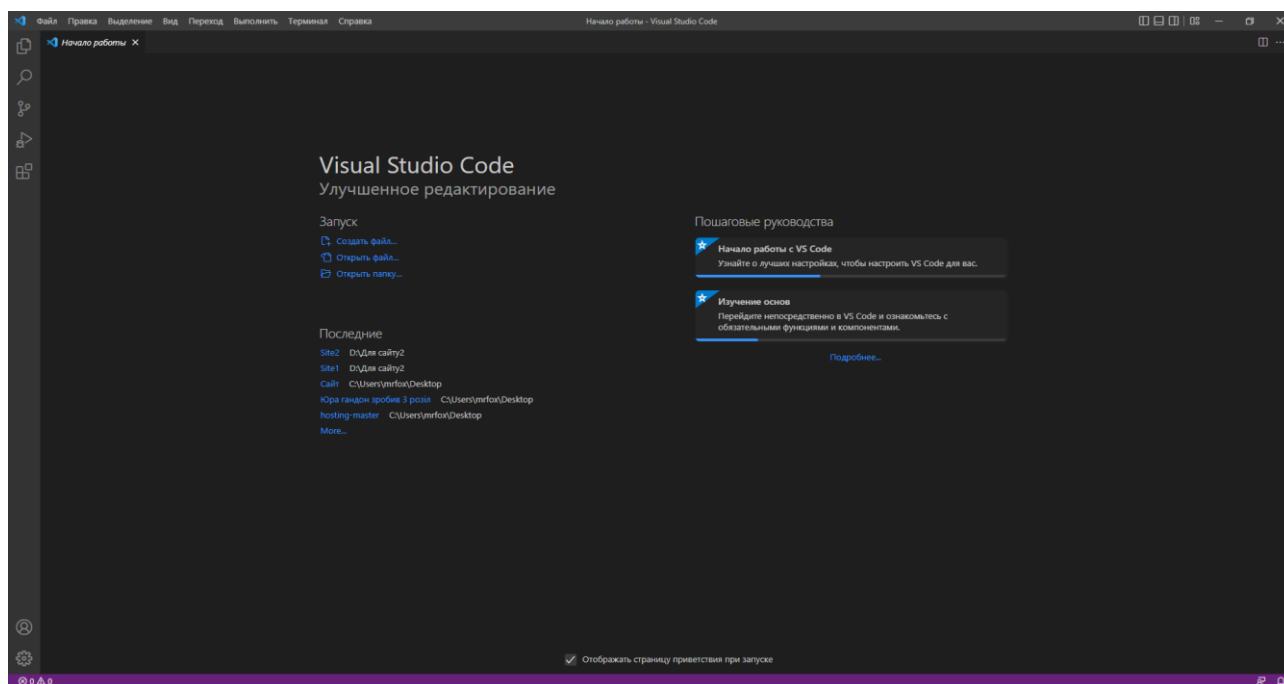 Файл Правка Выделение Вид Переход Выполнить Терминал Справка
Начало работы - Visual Studio Code
Начало работы
Visual Studio Code
Улучшенное редактирование
Запуск
Создать файл...
Открыть файл...
Открыть папку...
Последние
Site2 D:\Для сайту2
Site1 D:\Для сайту2
Сайт C:\Users\mrfox\Desktop
Юра гандон зробив 3 розіл C:\Users\mrfox\Desktop
hosting-master C:\Users\mrfox\Desktop
More...
Пошаговые руководства
Начало работы с VS Code
Узнайте о лучших настройках, чтобы настроить VS Code для вас.
Изучение основ
Перейдите непосредственно в VS Code и ознакомьтесь с
обязательными функциями и компонентами.
Подробнее...
Отображать страницу приветствия при запуске
0 0